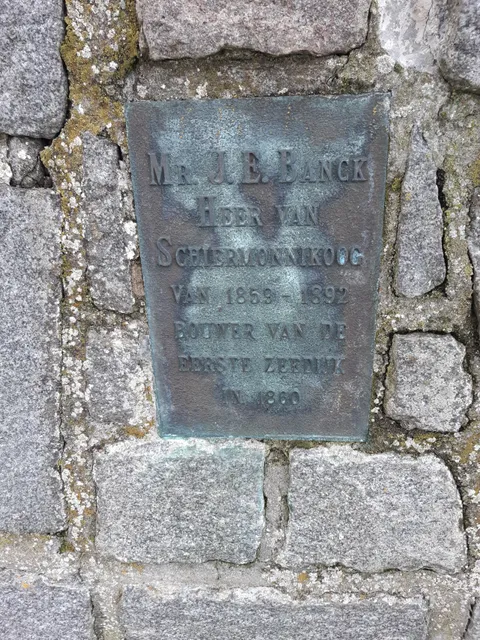 MR. J.E. BANCK
HEER VAN
SCHIERMONNIKOOG
VAN 1859 - 1892
BOUWER VAN DE
EERSTE ZEEDIJK
IN 1860